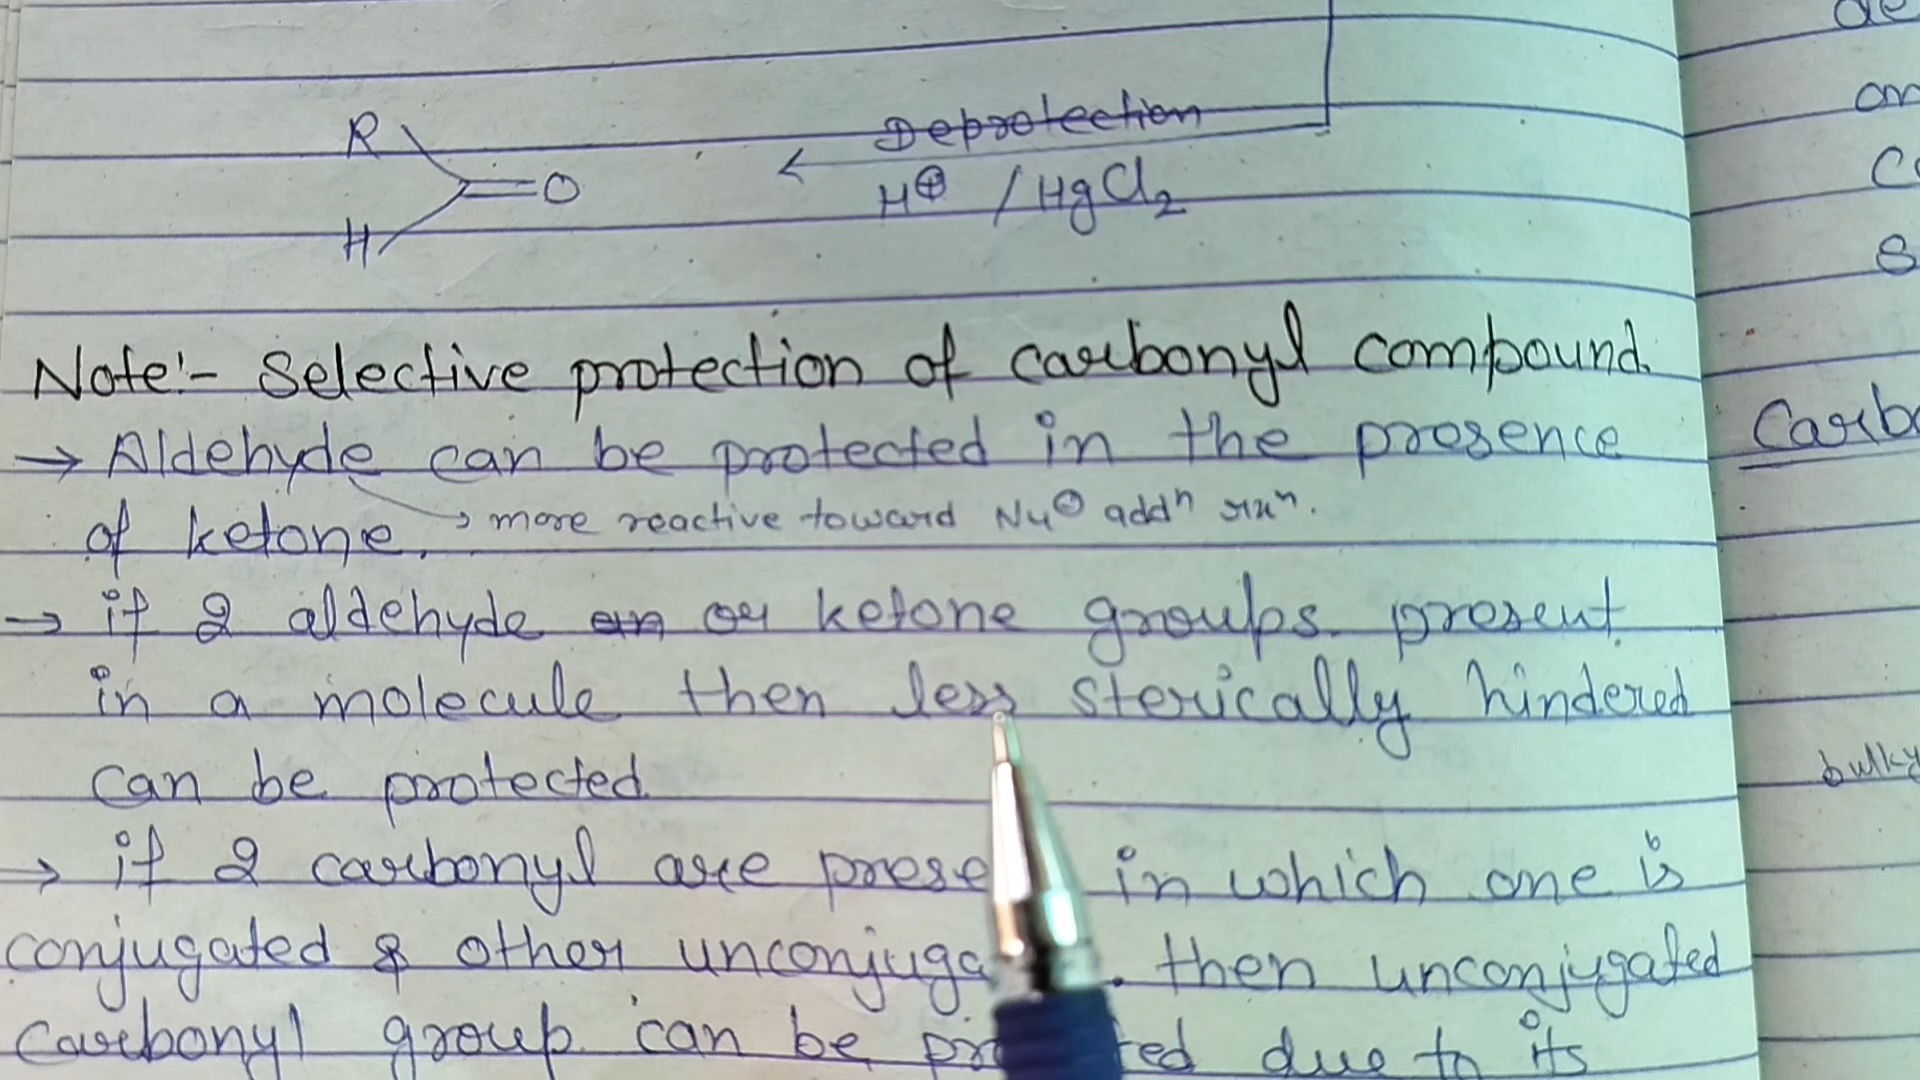 R
Deprotection
=O
H⊕ / HgCl₂
H
Note:- Selective protection of carbonyl compound.
→ Aldehyde can be protected in the presence
of ketone. → more reactive toward Nu⊖ addⁿ rxⁿ.
→ if 2 aldehyde or ketone groups present
in a molecule then less sterically hindered
can be protected
→ if 2 carbonyl are prese in which one is
conjugated & other unconjuga . then unconjugated
carbonyl group can be pro ted due to its
Carb
bulky